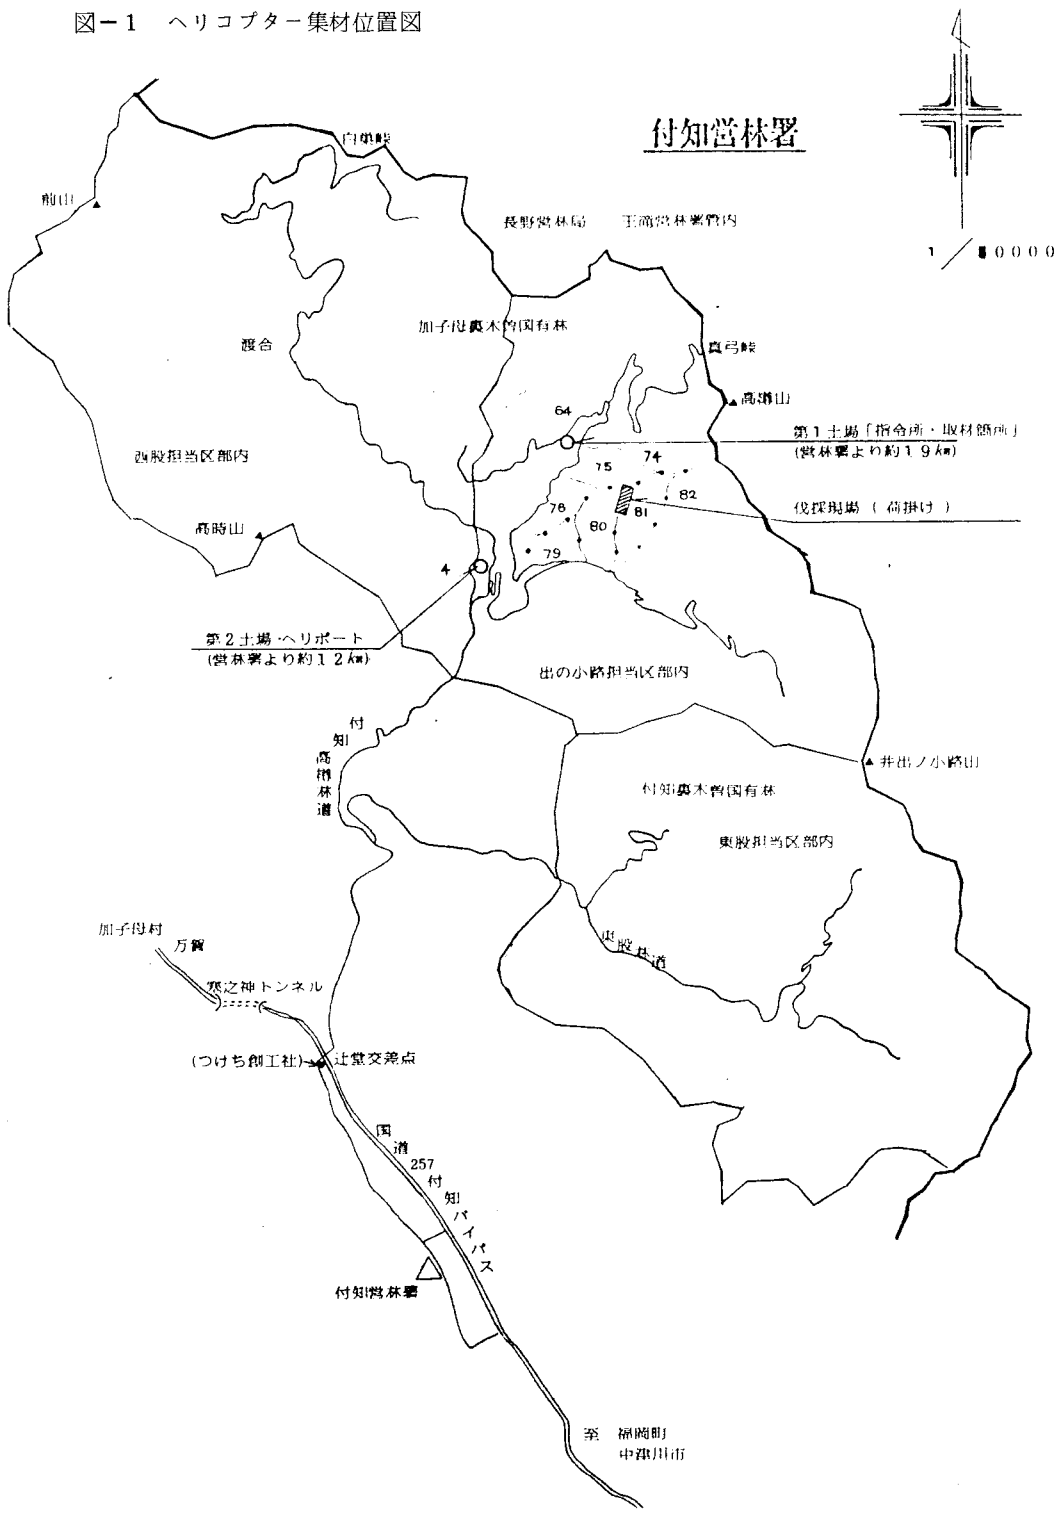 図－1　ヘリコプター集材位置図
付知営林署
白巣峠
前山
長野営林局　王滝営林署管内
加子母裏木曽国有林
渡合
真弓峠
高樽山
64
第1土場「指令所・取材箇所」
(営林署より約19km)
西股担当区部内
75
74
82
78
81
80
79
伐採現場（荷掛け）
高時山
4
第2土場・ヘリポート
(営林署より約12km)
出の小路担当区部内
付知高樽林道
井出ノ小路山
付知裏木曽国有林
東股担当区部内
加子母村
万賀
東股林道
塞之神トンネル
(つけち創工社)
辻堂交差点
国道257付知バイパス
付知営林署
至　福岡町
中津川市